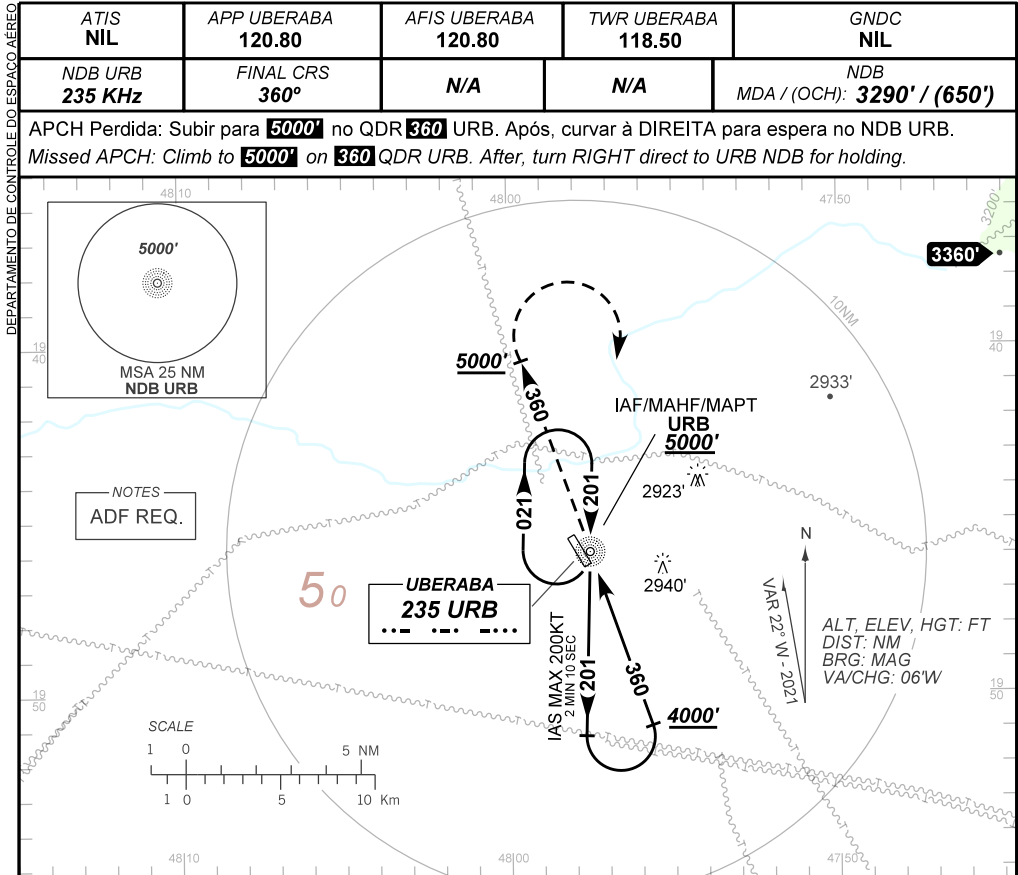 DEPARTAMENTO DE CONTROLE DO ESPAÇO AÉREO
ATIS
NIL
APP UBERABA
120.80
AFIS UBERABA
120.80
TWR UBERABA
118.50
GNDC
NIL
NDB URB
235 KHz
FINAL CRS
360º
N/A
N/A
NDB
MDA / (OCH): 3290' / (650')
APCH Perdida: Subir para 5000' no QDR 360 URB. Após, curvar à DIREITA para espera no NDB URB.
Missed APCH: Climb to 5000' on 360 QDR URB. After, turn RIGHT direct to URB NDB for holding.
48 10
48 00
47 50
3200'
5000'
MSA 25 NM
NDB URB
3360'
10NM
19 40
19 40
5000'
360
2933'
IAF/MAHF/MAPT
URB
5000'
NOTES
ADF REQ.
021
201
2923'
2940'
N
VAR 22° W - 2021
50
UBERABA
235 URB
ALT, ELEV, HGT: FT
DIST: NM
BRG: MAG
VA/CHG: 06'W
IAS MAX 200KT
2 MIN 10 SEC
201
360
4000'
19 50
19 50
SCALE
1 0 5 NM
1 0 5 10 Km
48 10
48 00
47 50